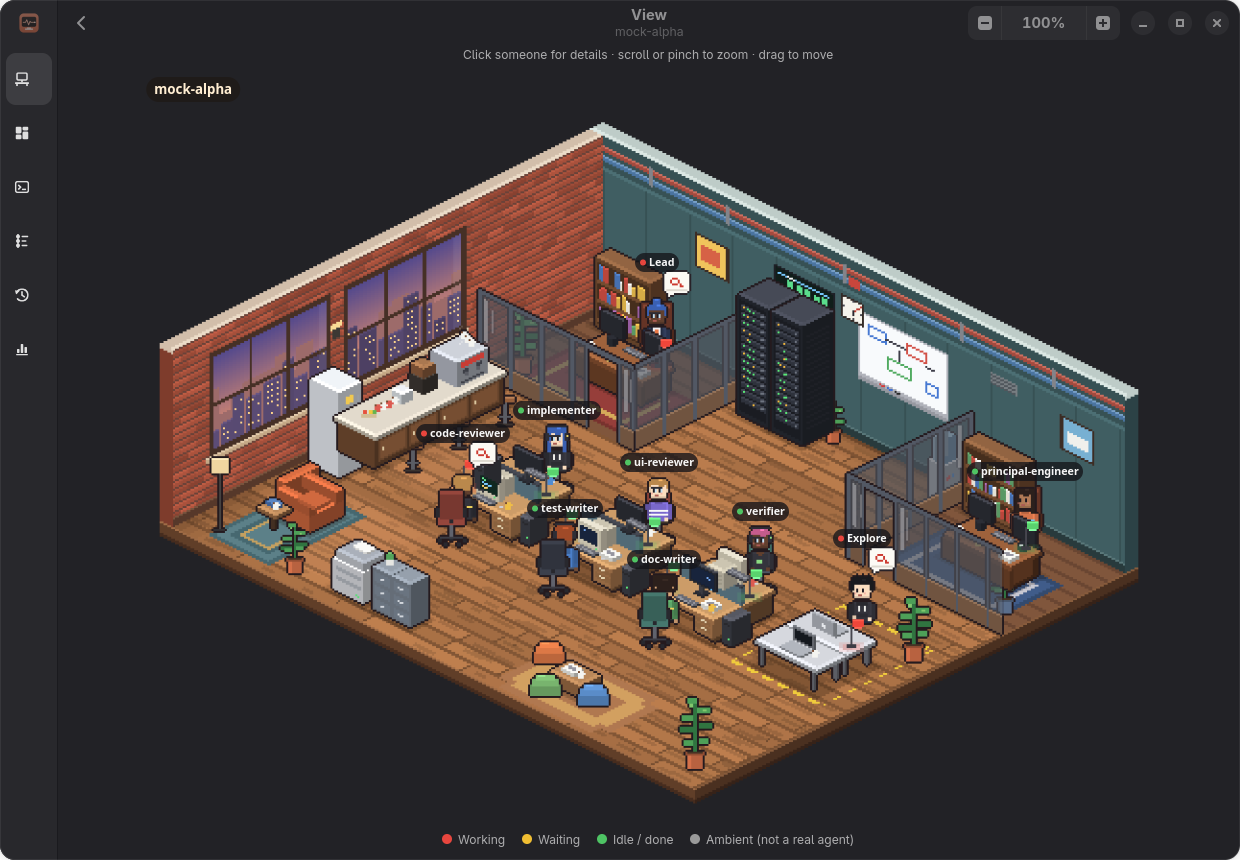 View
mock-alpha
100%
Click someone for details · scroll or pinch to zoom · drag to move
mock-alpha
Lead
implementer
code-reviewer
ui-reviewer
principal-engineer
test-writer
verifier
Explore
doc-writer
Working
Waiting
Idle / done
Ambient (not a real agent)